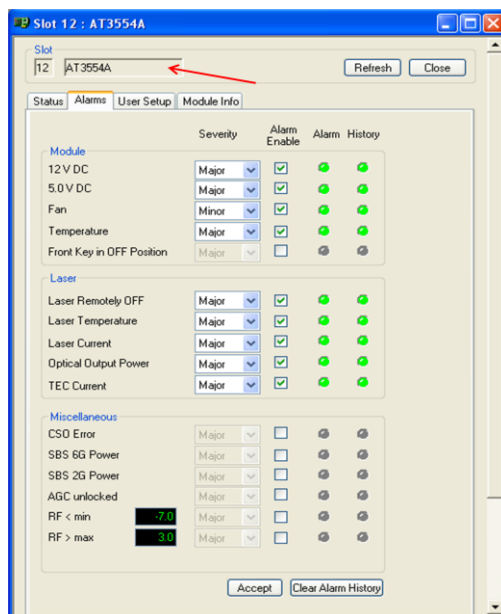 Slot 12 : AT3554A
Slot
12 AT3554A Refresh Close
Status Alarms User Setup Module Info
Severity Alarm Enable Alarm History
Module
12 V DC Major
5.0 V DC Major
Fan Minor
Temperature Major
Front Key in OFF Position Major
Laser
Laser Remotely OFF Major
Laser Temperature Major
Laser Current Major
Optical Output Power Major
TEC Current Major
Miscellaneous
CSO Error Major
SBS 6G Power Major
SBS 2G Power Major
AGC unlocked Major
RF < min -7.0 Major
RF > max 3.0 Major
Accept Clear Alarm History